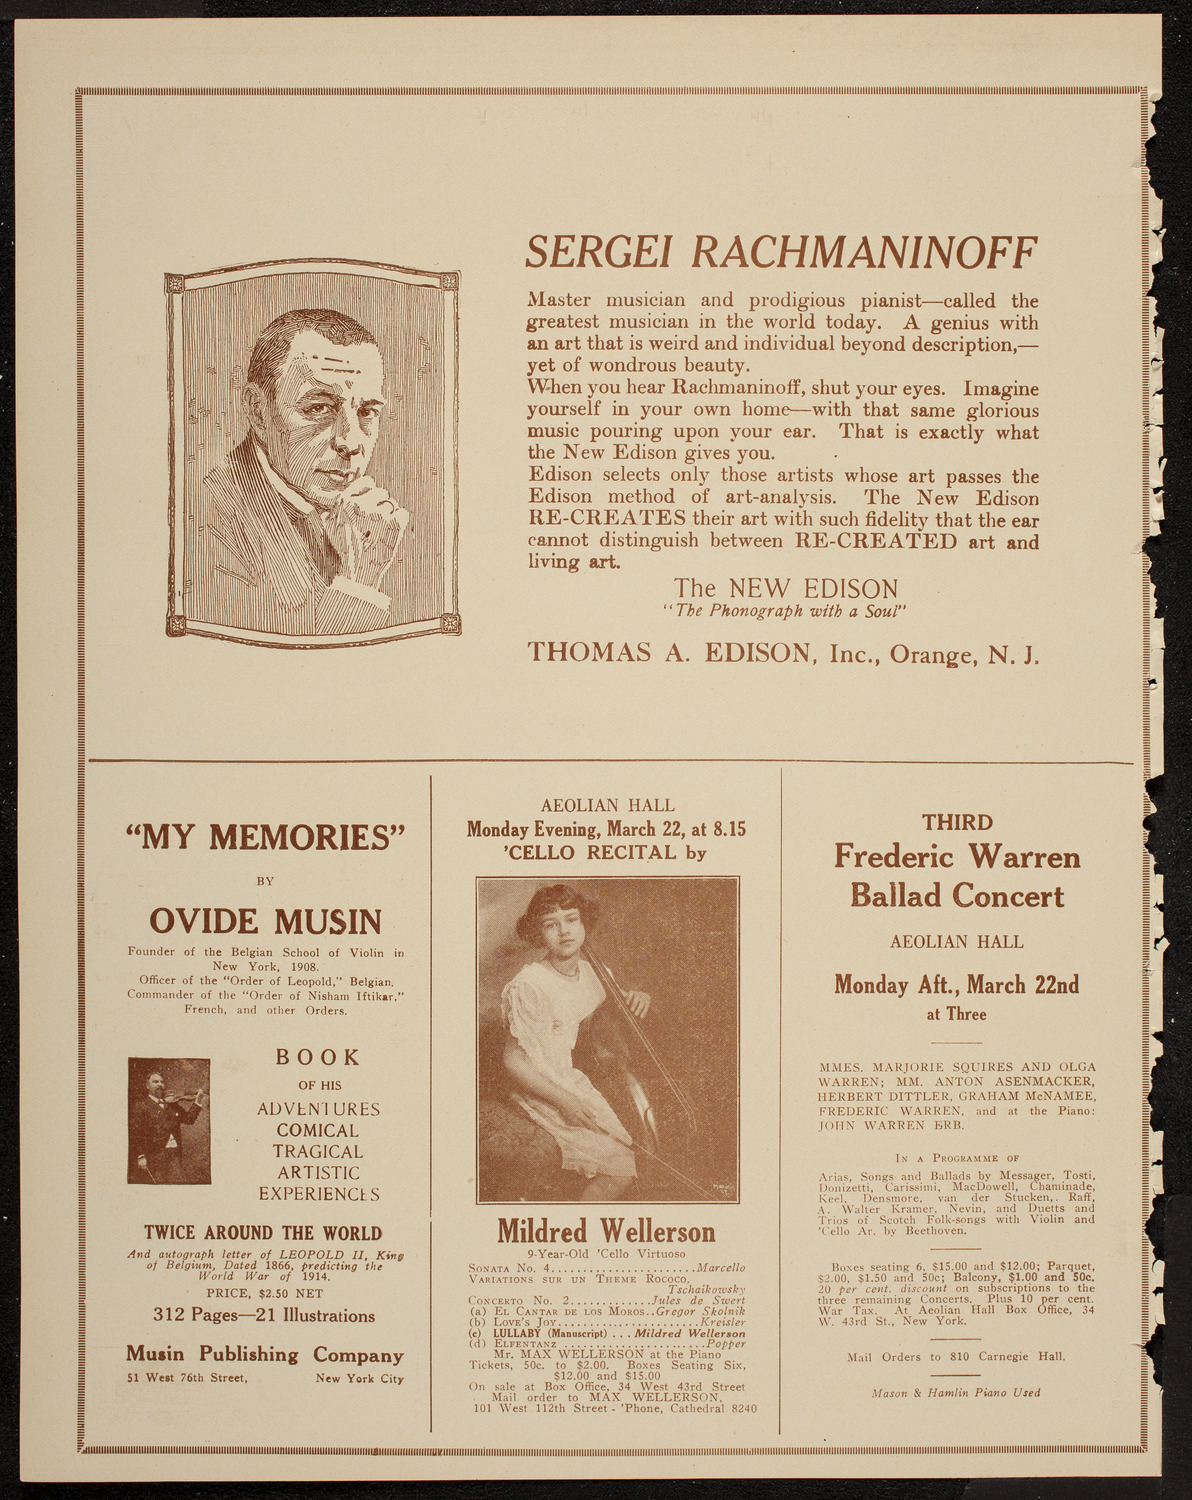 SERGEI RACHMANINOFF
Master musician and prodigious pianist—called the
greatest musician in the world today. A genius with
an art that is weird and individual beyond description,—
yet of wondrous beauty.
When you hear Rachmaninoff, shut your eyes. Imagine
yourself in your own home—with that same glorious
music pouring upon your ear. That is exactly what
the New Edison gives you.
Edison selects only those artists whose art passes the
Edison method of art-analysis. The New Edison
RE-CREATES their art with such fidelity that the ear
cannot distinguish between RE-CREATED art and
living art.
The NEW EDISON
"The Phonograph with a Soul"
THOMAS A. EDISON, Inc., Orange, N. J.
"MY MEMORIES"
BY
OVIDE MUSIN
Founder of the Belgian School of Violin in
New York, 1908.
Officer of the "Order of Leopold," Belgian.
Commander of the "Order of Nisham Iftikar,"
French, and other Orders.
BOOK
OF HIS
ADVENTURES
COMICAL
TRAGICAL
ARTISTIC
EXPERIENCES
TWICE AROUND THE WORLD
And autograph letter of LEOPOLD II, King
of Belgium, Dated 1866, predicting the
World War of 1914.
PRICE, $2.50 NET
312 Pages—21 Illustrations
Musin Publishing Company
51 West 76th Street, New York City
AEOLIAN HALL
Monday Evening, March 22, at 8.15
'CELLO RECITAL by
Mildred Wellerson
9-Year-Old 'Cello Virtuoso
SONATA No. 4.......................Marcello
VARIATIONS SUR UN THEME ROCOCO,
Tschaikowsky
CONCERTO No. 2.............Jules de Swert
(a) EL CANTAR DE LOS MOROS..Gregor Skolnik
(b) LOVE'S JOY.......................Kreisler
(c) LULLABY (Manuscript) ... Mildred Wellerson
(d) ELFENTANZ .......................Popper
Mr. MAX WELLERSON at the Piano
Tickets, 50c. to $2.00. Boxes Seating Six,
$12.00 and $15.00
On sale at Box Office, 34 West 43rd Street
Mail order to MAX WELLERSON,
101 West 112th Street - 'Phone, Cathedral 8240
THIRD
Frederic Warren
Ballad Concert
AEOLIAN HALL
Monday Aft., March 22nd
at Three
MMES. MARJORIE SQUIRES AND OLGA
WARREN; MM. ANTON ASENMACKER,
HERBERT DITTLER, GRAHAM McNAMEE,
FREDERIC WARREN, and at the Piano:
JOHN WARREN ERB.
IN A PROGRAMME OF
Arias, Songs and Ballads by Messager, Tosti,
Donizetti, Carissimi, MacDowell, Chaminade,
Keel, Densmore, van der Stucken,. Raff,
A. Walter Kramer, Nevin, and Duetts and
Trios of Scotch Folk-songs with Violin and
'Cello Ar. by Beethoven.
Boxes seating 6, $15.00 and $12.00; Parquet,
$2.00, $1.50 and 50c; Balcony, $1.00 and 50c.
20 per cent. discount on subscriptions to the
three remaining Concerts. Plus 10 per cent.
War Tax. At Aeolian Hall Box Office, 34
W. 43rd St., New York.
Mail Orders to 810 Carnegie Hall.
Mason & Hamlin Piano Used